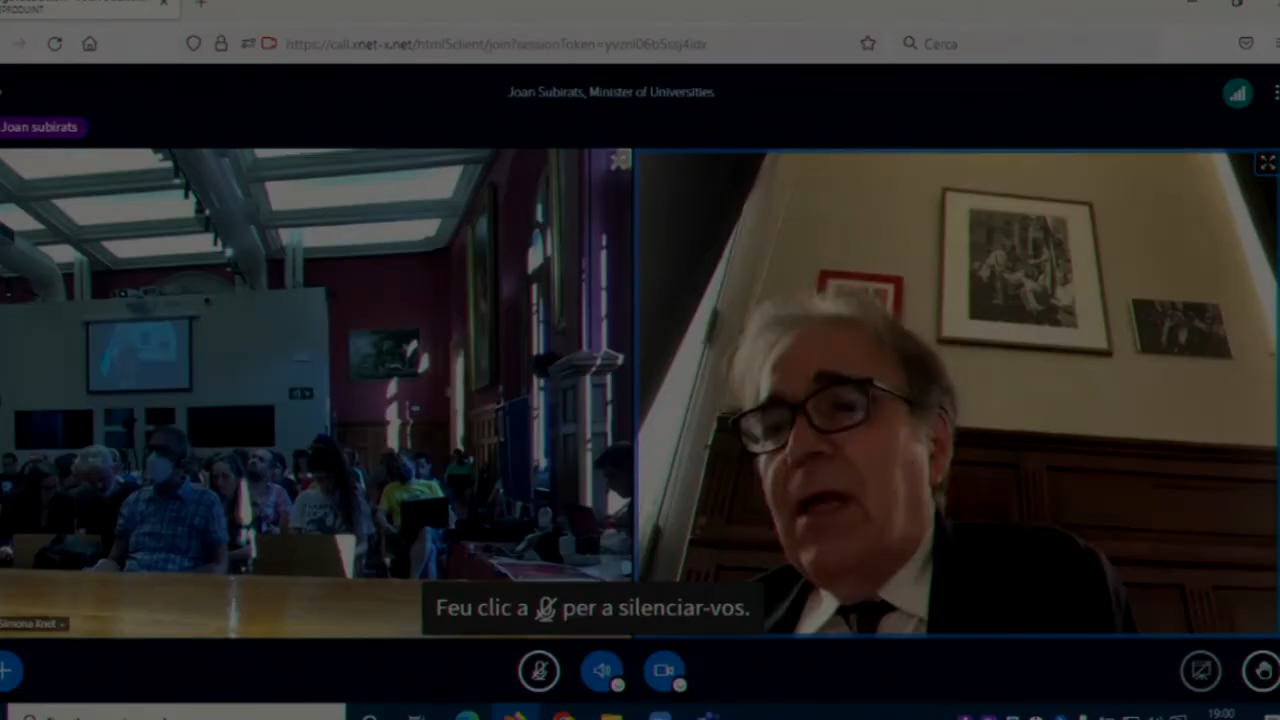 PRODUINT
https://call.xnet-x.net/html5client/join?sessionToken=yvznl06b5ssj4idx
Cerca
Joan Subirats, Minister of Universities
Joan subirats
Feu clic a per a silenciar-vos.
Simona Xnet
19:00